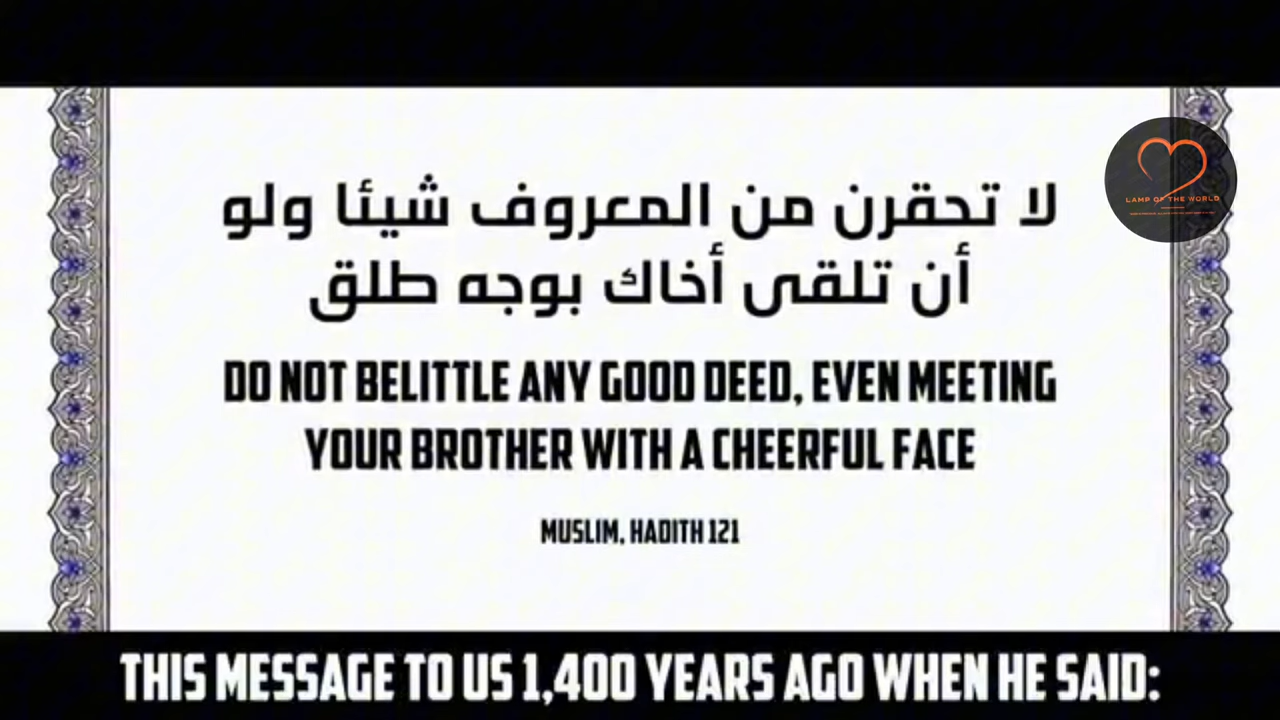 لا تحقرن من المعروف شيئا ولو
أن تلقى أخاك بوجه طلق
DO NOT BELITTLE ANY GOOD DEED, EVEN MEETING
YOUR BROTHER WITH A CHEERFUL FACE
MUSLIM, HADITH 121
THIS MESSAGE TO US 1,400 YEARS AGO WHEN HE SAID:
LAMP OF THE WORLD